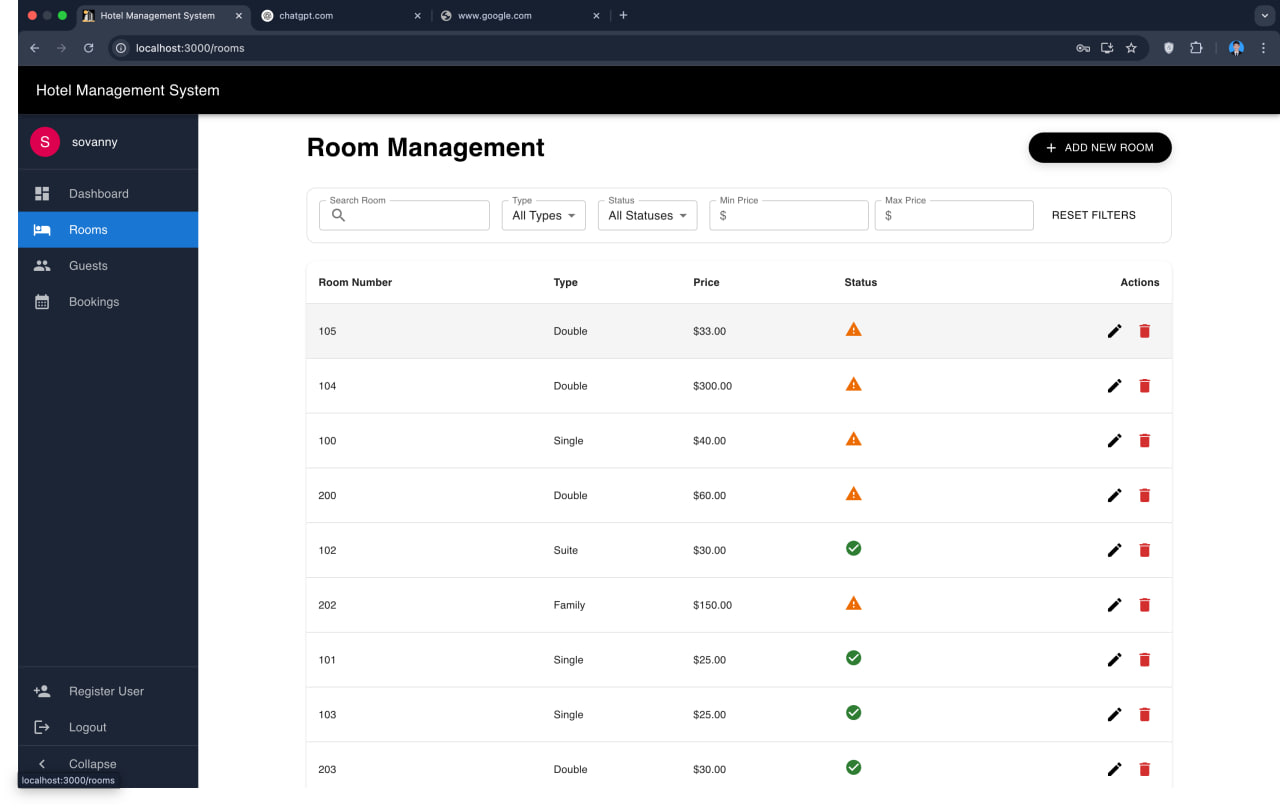 Hotel Management System
chatgpt.com
www.google.com
localhost:3000/rooms
Hotel Management System
S
sovanny
Dashboard
Rooms
Guests
Bookings
Register User
Logout
Collapse
localhost:3000/rooms
Room Management
+ ADD NEW ROOM
Search Room
Type
All Types
Status
All Statuses
Min Price
$
Max Price
$
RESET FILTERS
Room Number Type Price Status Actions
105 Double $33.00
104 Double $300.00
100 Single $40.00
200 Double $60.00
102 Suite $30.00
202 Family $150.00
101 Single $25.00
103 Single $25.00
203 Double $30.00